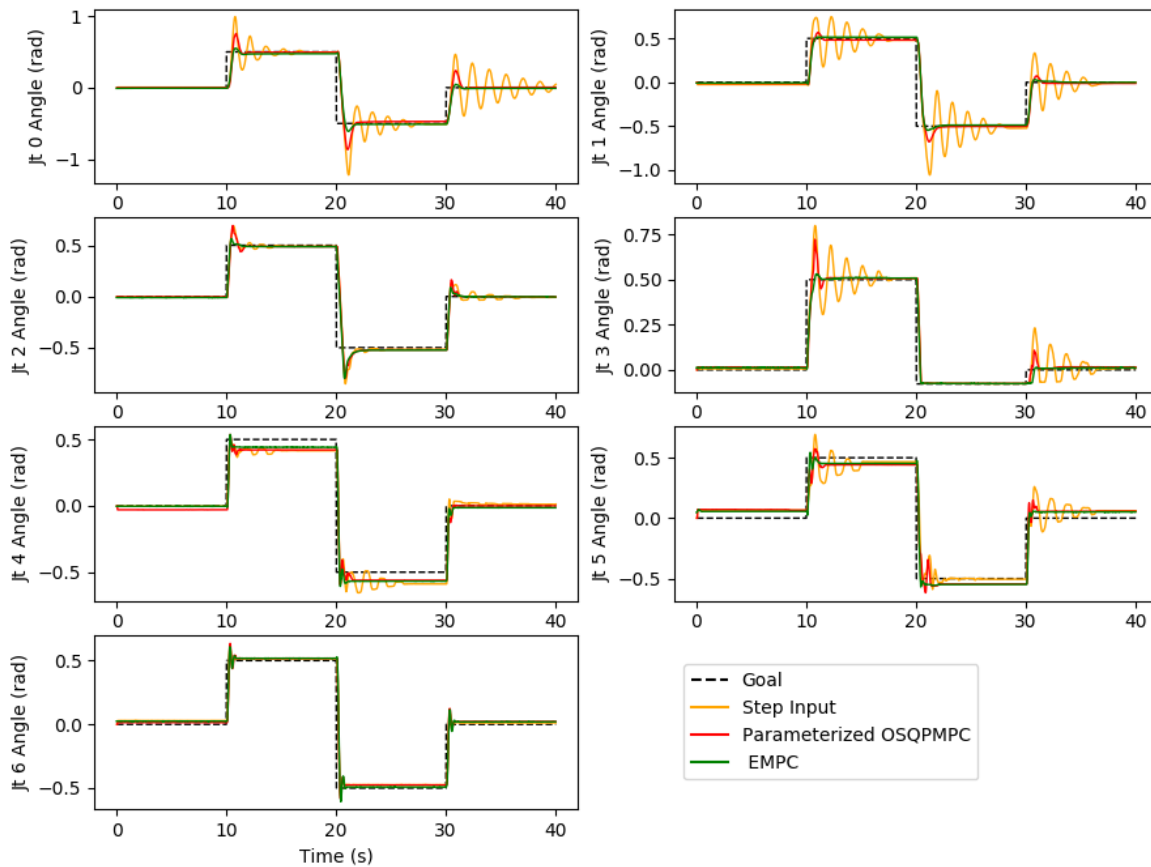 1
0
−1
Jt 0 Angle (rad)
0 10 20 30 40
0.5
0.0
−0.5
−1.0
Jt 1 Angle (rad)
0 10 20 30 40
0.5
0.0
−0.5
Jt 2 Angle (rad)
0 10 20 30 40
0.75
0.50
0.25
0.00
Jt 3 Angle (rad)
0 10 20 30 40
0.5
0.0
−0.5
Jt 4 Angle (rad)
0 10 20 30 40
0.5
0.0
−0.5
Jt 5 Angle (rad)
0 10 20 30 40
0.5
0.0
−0.5
Jt 6 Angle (rad)
0 10 20 30 40
Time (s)
Goal
Step Input
Parameterized OSQPMPC
EMPC